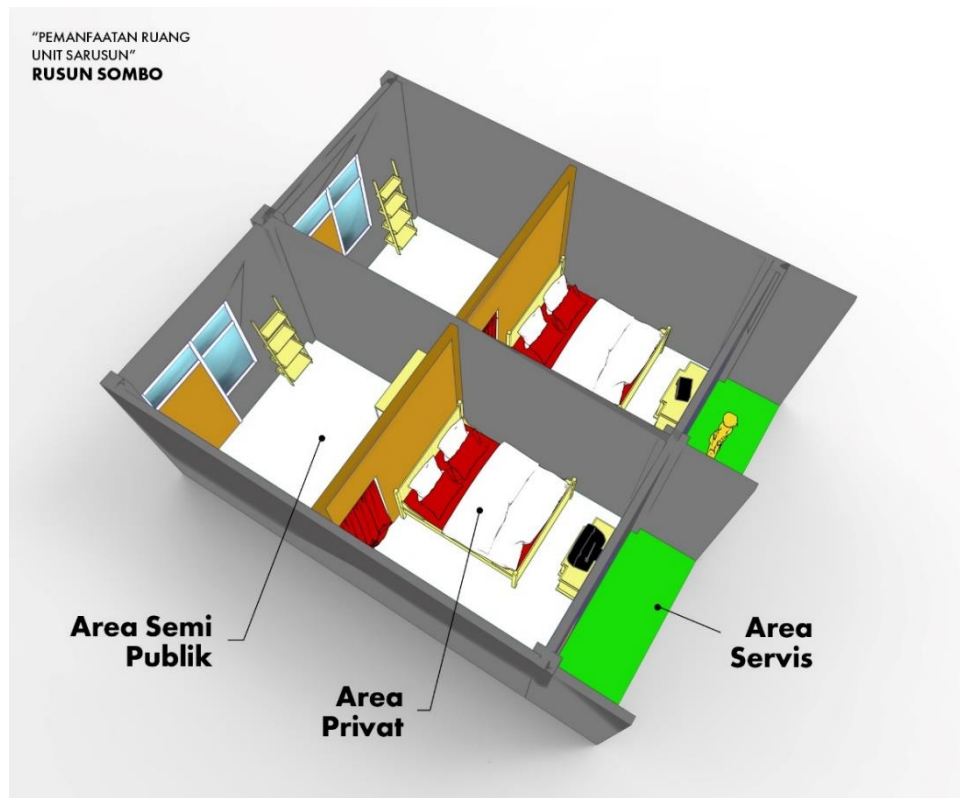 "PEMANFAATAN RUANG
UNIT SARUSUN"
RUSUN SOMBO
Area Semi
Publik
Area
Privat
Area
Servis